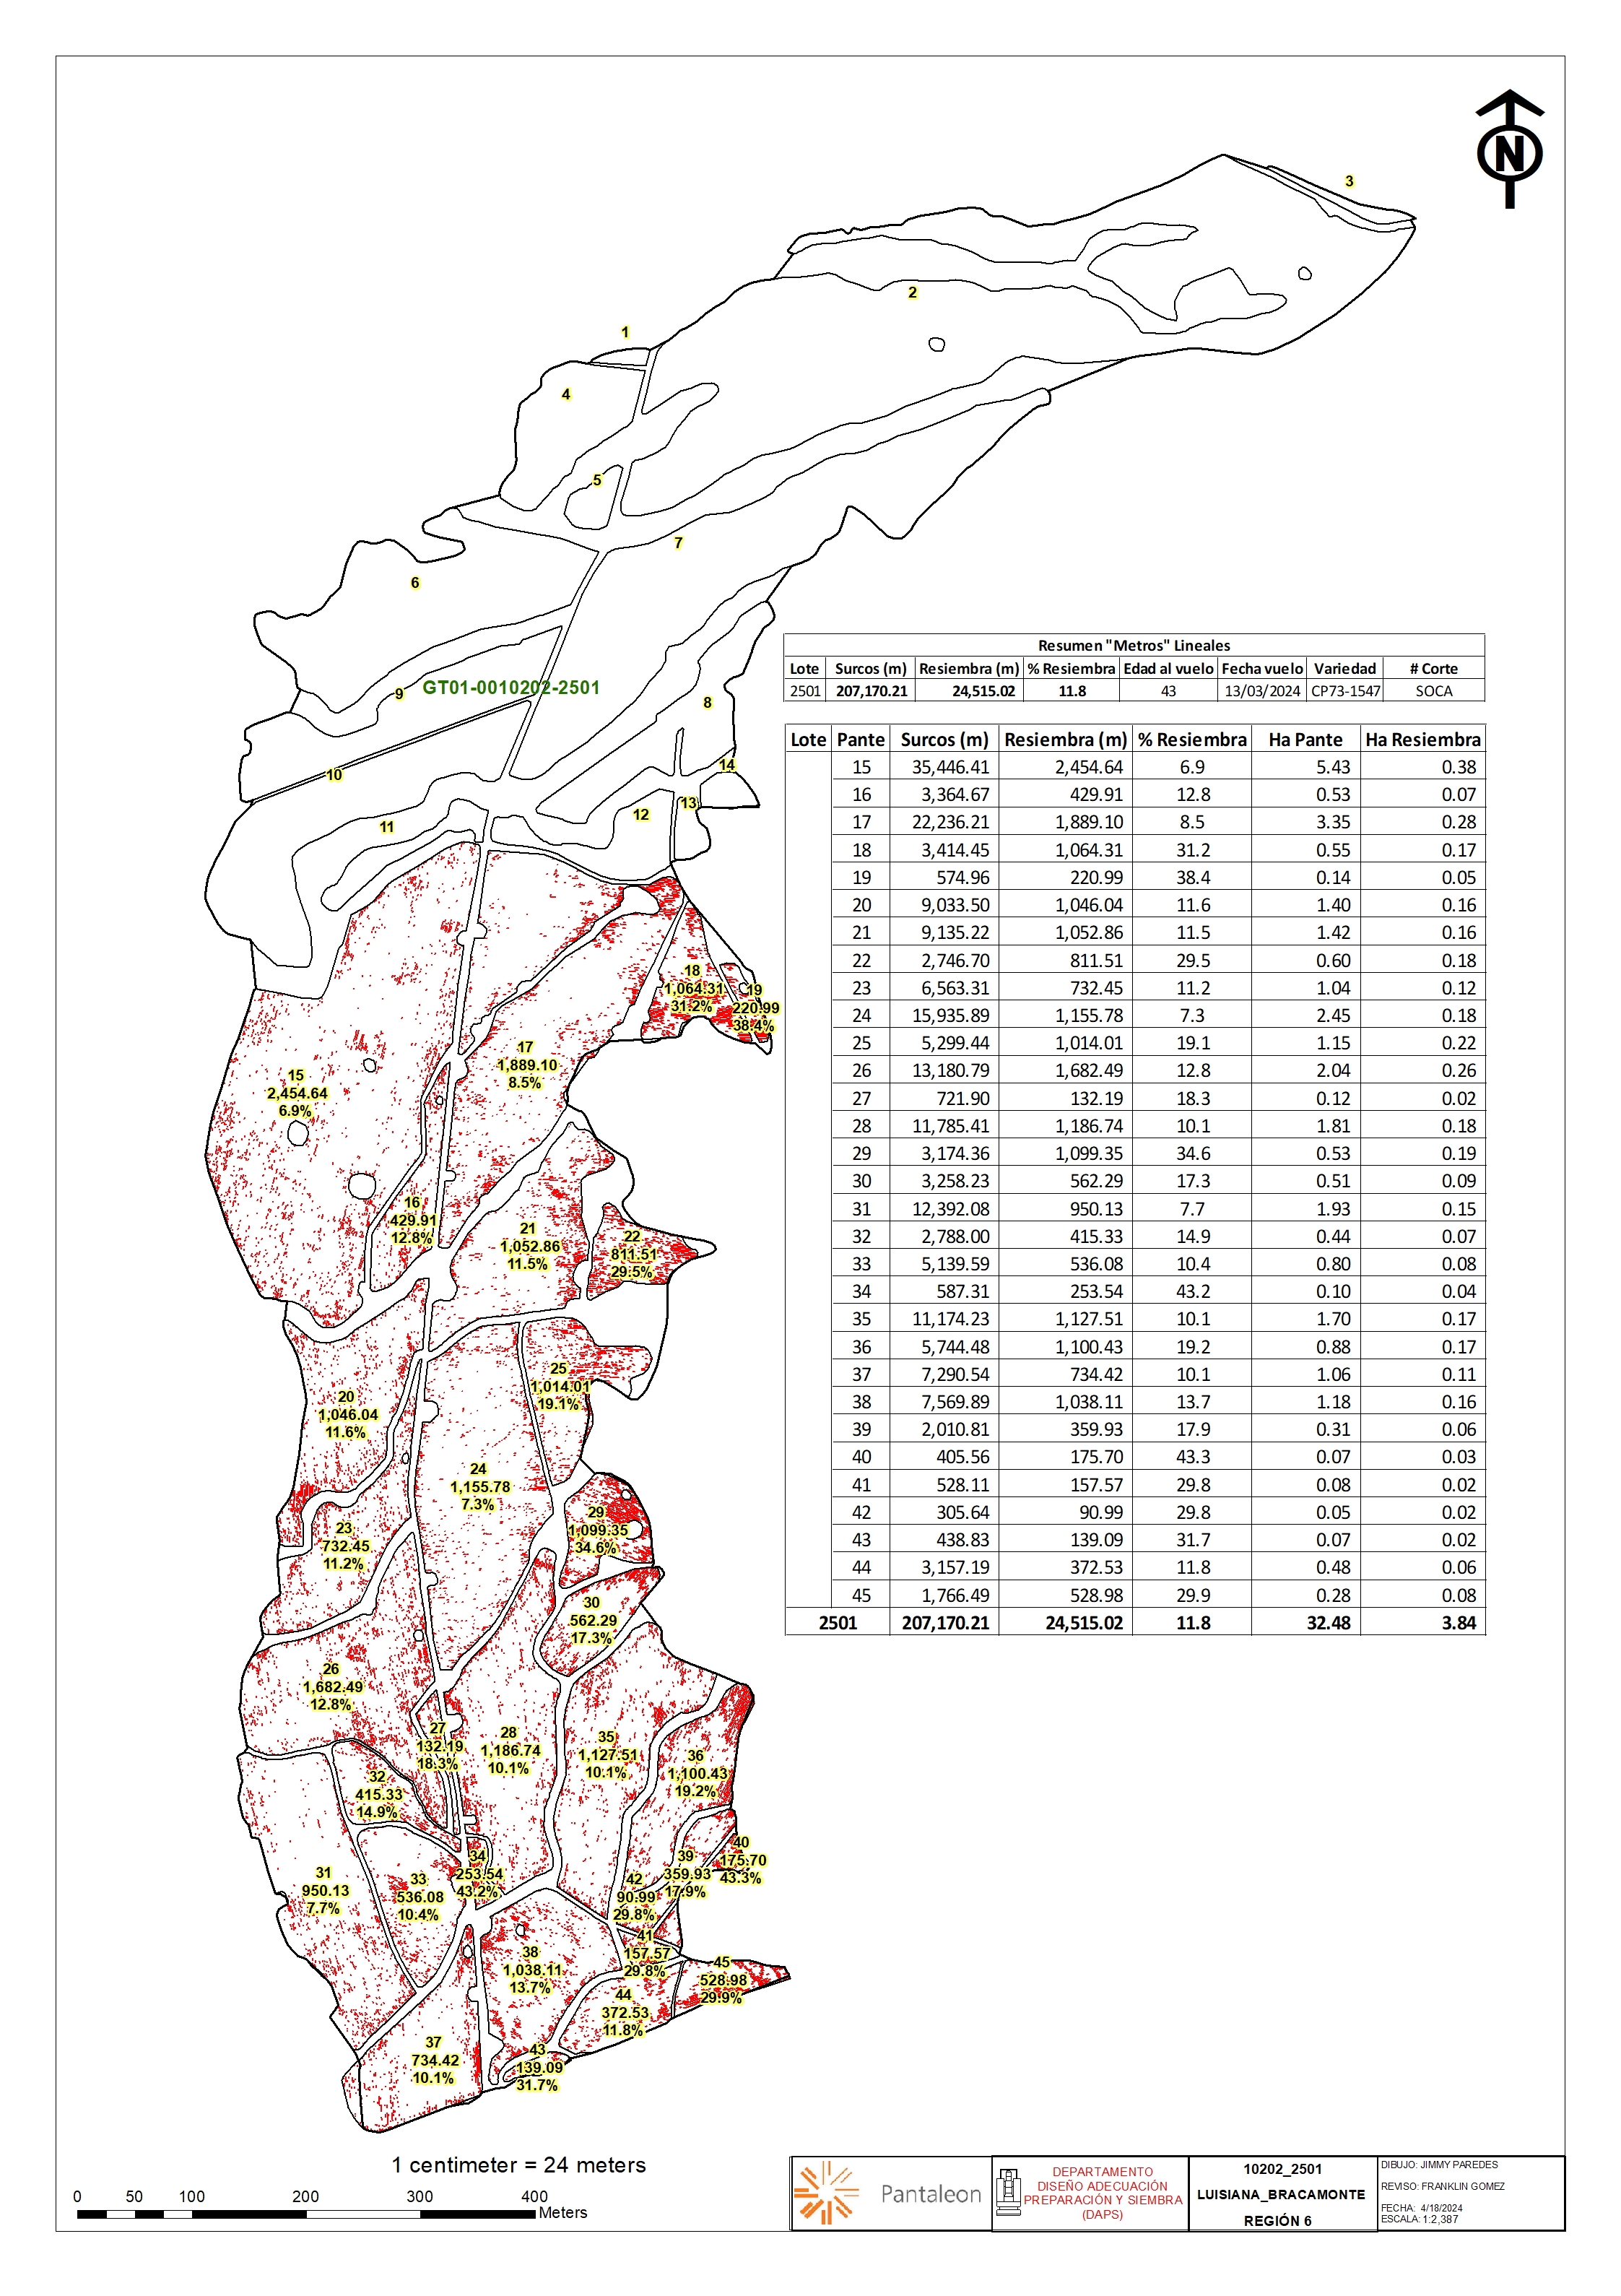 N
3
2
1
4
5
7
6
9
GT01-0010202-2501
8
10
14
13
12
11
Resumen "Metros" Lineales
Lote Surcos (m) Resiembra (m) % Resiembra Edad al vuelo Fecha vuelo Variedad # Corte
2501 207,170.21 24,515.02 11.8 43 13/03/2024 CP73-1547 SOCA
Lote Pante Surcos (m) Resiembra (m) % Resiembra Ha Pante Ha Resiembra
15 35,446.41 2,454.64 6.9 5.43 0.38
16 3,364.67 429.91 12.8 0.53 0.07
17 22,236.21 1,889.10 8.5 3.35 0.28
18 3,414.45 1,064.31 31.2 0.55 0.17
19 574.96 220.99 38.4 0.14 0.05
20 9,033.50 1,046.04 11.6 1.40 0.16
21 9,135.22 1,052.86 11.5 1.42 0.16
22 2,746.70 811.51 29.5 0.60 0.18
23 6,563.31 732.45 11.2 1.04 0.12
24 15,935.89 1,155.78 7.3 2.45 0.18
25 5,299.44 1,014.01 19.1 1.15 0.22
26 13,180.79 1,682.49 12.8 2.04 0.26
27 721.90 132.19 18.3 0.12 0.02
28 11,785.41 1,186.74 10.1 1.81 0.18
29 3,174.36 1,099.35 34.6 0.53 0.19
30 3,258.23 562.29 17.3 0.51 0.09
31 12,392.08 950.13 7.7 1.93 0.15
32 2,788.00 415.33 14.9 0.44 0.07
33 5,139.59 536.08 10.4 0.80 0.08
34 587.31 253.54 43.2 0.10 0.04
35 11,174.23 1,127.51 10.1 1.70 0.17
36 5,744.48 1,100.43 19.2 0.88 0.17
37 7,290.54 734.42 10.1 1.06 0.11
38 7,569.89 1,038.11 13.7 1.18 0.16
39 2,010.81 359.93 17.9 0.31 0.06
40 405.56 175.70 43.3 0.07 0.03
41 528.11 157.57 29.8 0.08 0.02
42 305.64 90.99 29.8 0.05 0.02
43 438.83 139.09 31.7 0.07 0.02
44 3,157.19 372.53 11.8 0.48 0.06
45 1,766.49 528.98 29.9 0.28 0.08
2501 207,170.21 24,515.02 11.8 32.48 3.84
18
1,064.31
31.2%
19
220.99
38.4%
17
1,889.10
8.5%
15
2,454.64
6.9%
16
429.91
12.8%
21
1,052.86
11.5%
22
811.51
29.5%
25
1,014.01
19.1%
20
1,046.04
11.6%
24
1,155.78
7.3%
29
1,099.35
34.6%
23
732.45
11.2%
30
562.29
17.3%
26
1,682.49
12.8%
27
132.19
18.3%
28
1,186.74
10.1%
35
1,127.51
10.1%
36
1,100.43
19.2%
32
415.33
14.9%
40
175.70
43.3%
39
359.93
17.9%
34
253.54
43.2%
31
950.13
7.7%
33
536.08
10.4%
42
90.99
29.8%
41
157.57
29.8%
38
1,038.11
13.7%
45
528.98
29.9%
44
372.53
11.8%
37
734.42
10.1%
43
139.09
31.7%
1 centimeter = 24 meters
0 50 100 200 300 400
Meters
Pantaleon
DEPARTAMENTO
DISEÑO ADECUACIÓN
PREPARACIÓN Y SIEMBRA
(DAPS)
10202_2501
LUISIANA_BRACAMONTE
REGIÓN 6
DIBUJO: JIMMY PAREDES
REVISO: FRANKLIN GOMEZ
FECHA: 4/18/2024
ESCALA: 1:2,387